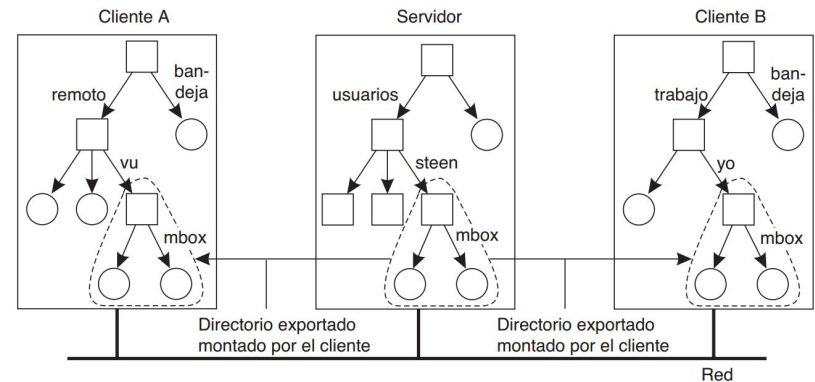 Cliente A
Servidor
Cliente B
ban-
deja
remoto
vu
mbox
usuarios
steen
mbox
ban-
deja
trabajo
yo
mbox
Directorio exportado
montado por el cliente
Directorio exportado
montado por el cliente
Red